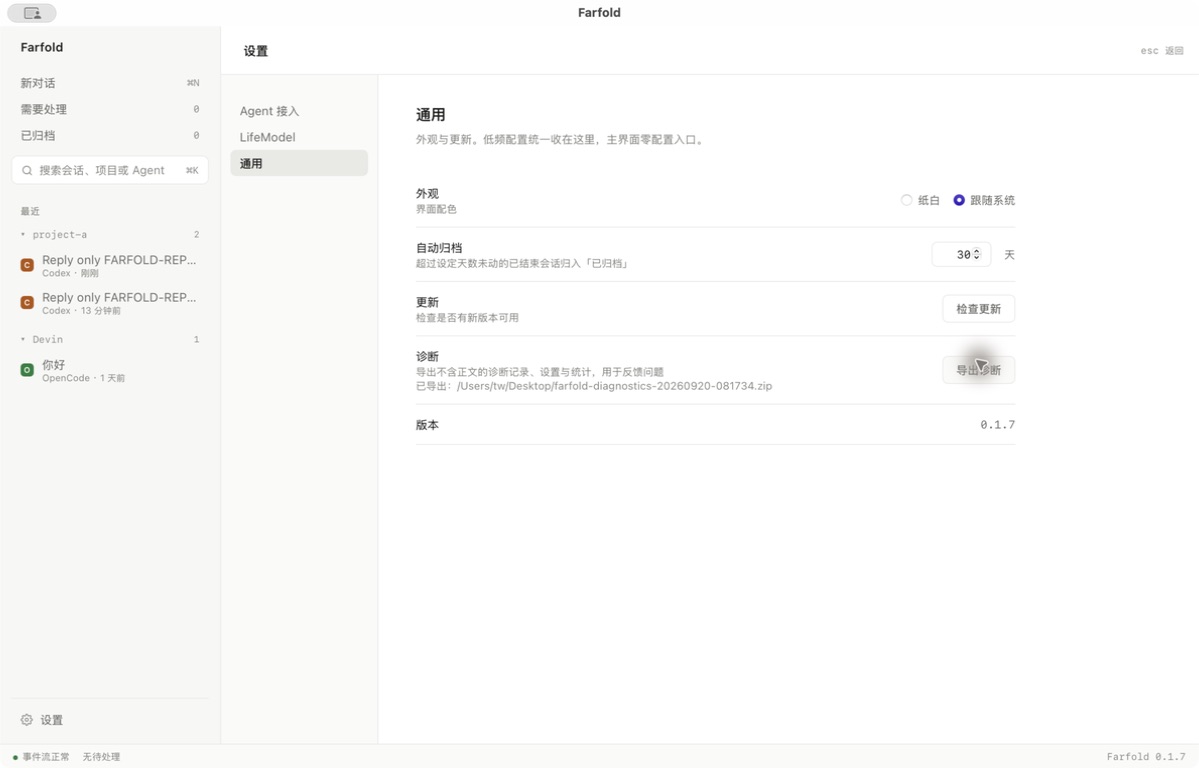 Farfold
Farfold
新对话 ⌘N
需要处理 0
已归档 0
搜索会话、项目或 Agent ⌘K
最近
project-a 2
C Reply only FARFOLD-REP...
Codex · 刚刚
C Reply only FARFOLD-REP...
Codex · 13 分钟前
Devin 1
O 你好
OpenCode · 1 天前
设置
设置 esc 返回
Agent 接入
LifeModel
通用
通用
外观与更新。低频配置统一收在这里，主界面零配置入口。
外观
界面配色
纸白 跟随系统
自动归档
超过设定天数未动的已结束会话归入「已归档」
30 天
更新
检查是否有新版本可用
检查更新
诊断
导出不含正文的诊断记录、设置与统计，用于反馈问题
已导出：/Users/tw/Desktop/farfold-diagnostics-20260920-081734.zip
导出诊断
版本 0.1.7
事件流正常 无待处理 Farfold 0.1.7